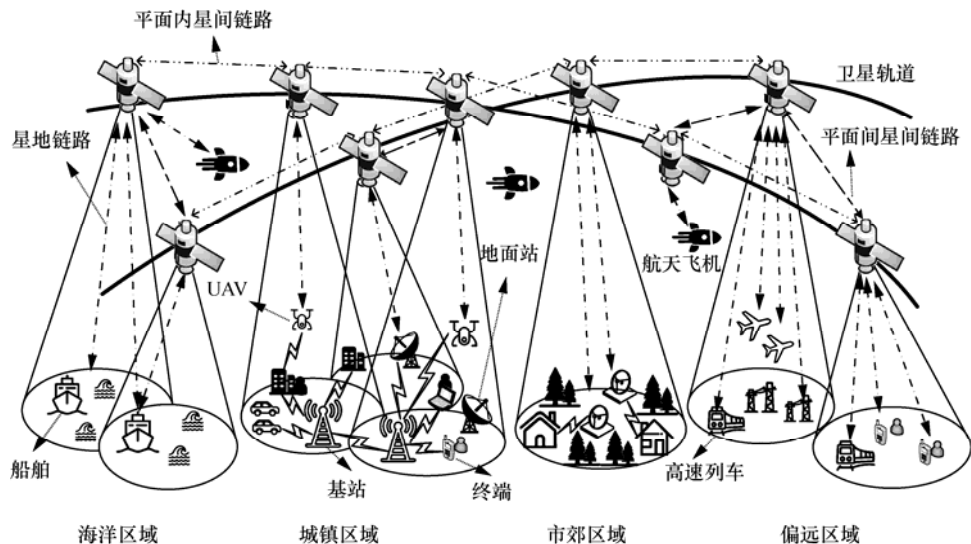 平面内星间链路
卫星轨道
星地链路
平面间星间链路
地面站
航天飞机
UAV
船舶
基站
终端
高速列车
海洋区域
城镇区域
市郊区域
偏远区域